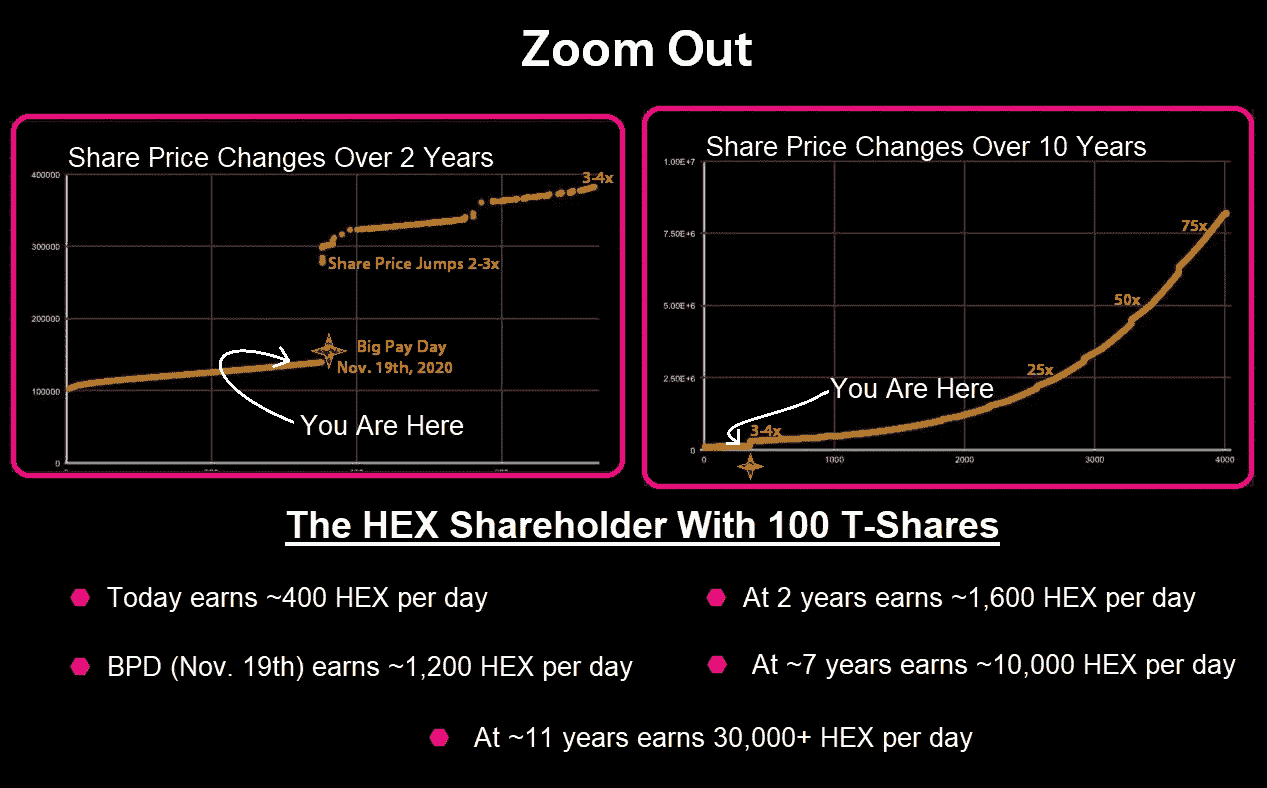 Zoom Out
Share Price Changes Over 2 Years
400000
300000
200000
100000
0
3-4x
Share Price Jumps 2-3x
Big Pay Day
Nov. 19th, 2020
You Are Here
Share Price Changes Over 10 Years
1.00E+7
7.50E+6
5.00E+6
2.50E+6
0
75x
50x
25x
You Are Here
3-4x
0 1000 2000 3000 4000
The HEX Shareholder With 100 T-Shares
Today earns ~400 HEX per day
At 2 years earns ~1,600 HEX per day
BPD (Nov. 19th) earns ~1,200 HEX per day
At ~7 years earns ~10,000 HEX per day
At ~11 years earns 30,000+ HEX per day